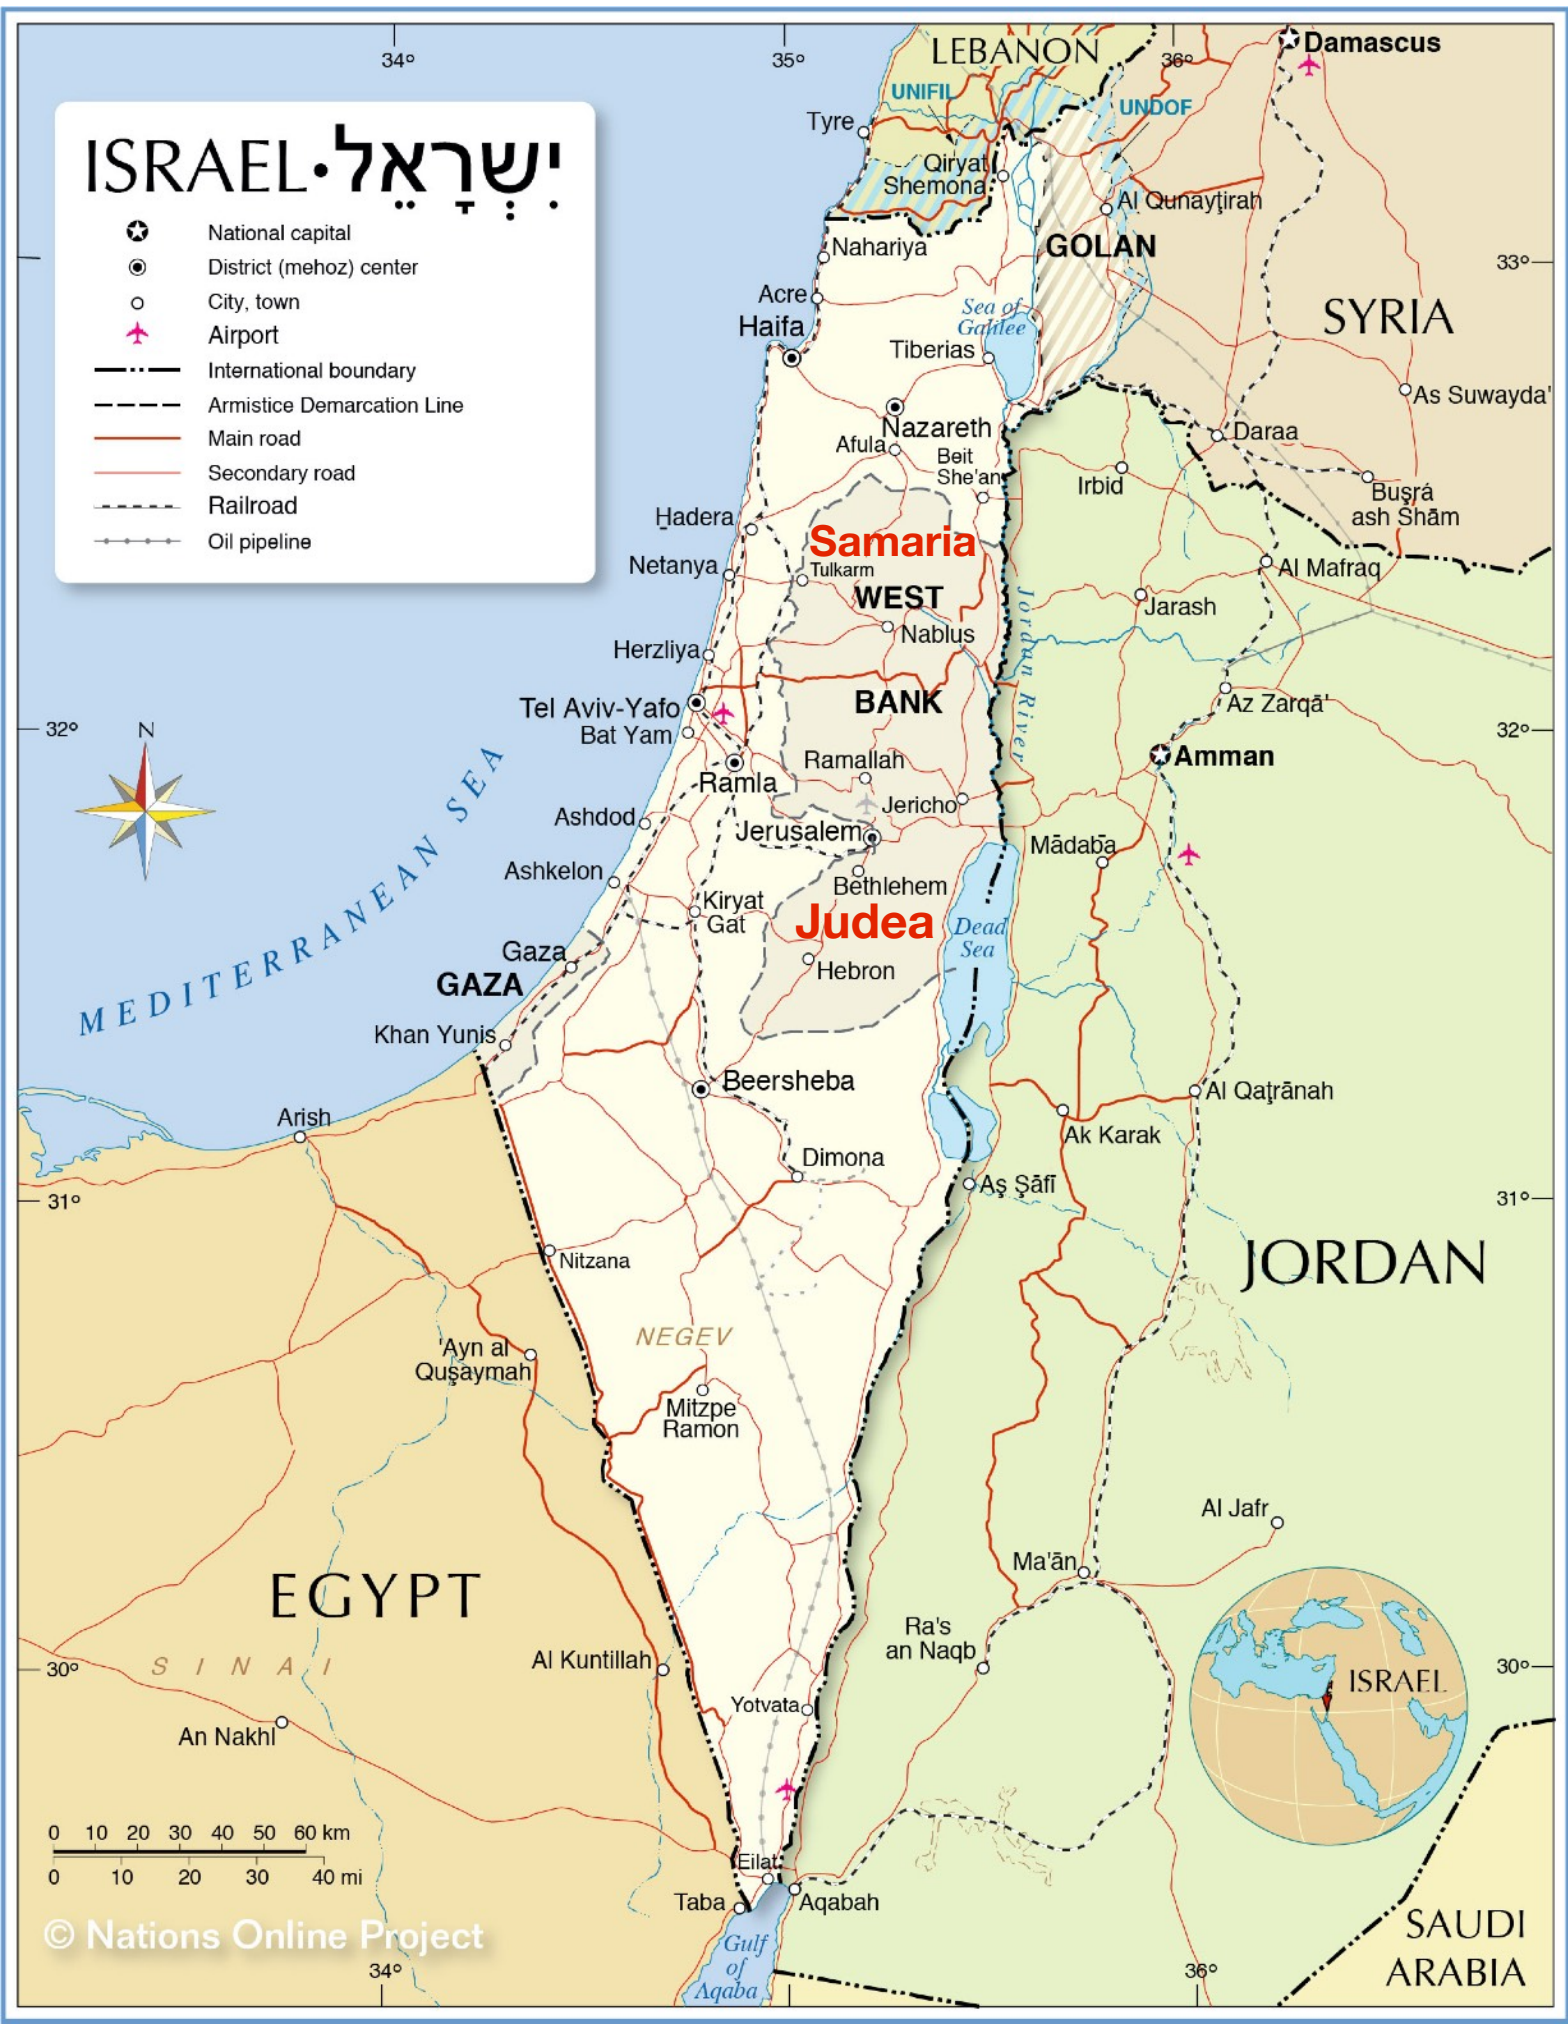 34°
35°
36°
LEBANON
Damascus
UNIFIL
UNDOF
Tyre
ISRAEL•יִשְׂרָאֵל
National capital
District (mehoz) center
City, town
Airport
International boundary
Armistice Demarcation Line
Main road
Secondary road
Railroad
Oil pipeline
Qiryat
Shemona
Al Qunayţirah
Nahariya
GOLAN
33°
Acre
Haifa
Sea of
Galilee
SYRIA
Tiberias
As Suwayda'
Nazareth
Afula
Beit
She'an
Daraa
Irbid
Buşrá
ash Shām
Hadera
Samaria
Netanya
Tulkarm
WEST
Al Mafraq
Jarash
Nablus
Herzliya
Jordan River
BANK
Tel Aviv-Yafo
Bat Yam
Az Zarqā'
32°
N
32°
Ramallah
Amman
Ramla
Jericho
Ashdod
Jerusalem
Mādabā
MEDITERRANEAN SEA
Ashkelon
Bethlehem
Kiryat
Gat
Judea
Dead
Sea
Gaza
GAZA
Hebron
Khan Yunis
Beersheba
Al Qaţrānah
Arish
Ak Karak
Dimona
Aş Şāfī
31°
31°
Nitzana
JORDAN
NEGEV
'Ayn al
Quşaymah
Mitzpe
Ramon
Al Jafr
Ma'ān
EGYPT
Ra's
an Naqb
SINAI
Al Kuntillah
30°
30°
ISRAEL
Yotvata
An Nakhl
0 10 20 30 40 50 60 km
0 10 20 30 40 mi
Eilat
Taba
Aqabah
© Nations Online Project
Gulf
of
Aqaba
SAUDI
ARABIA
34°
36°